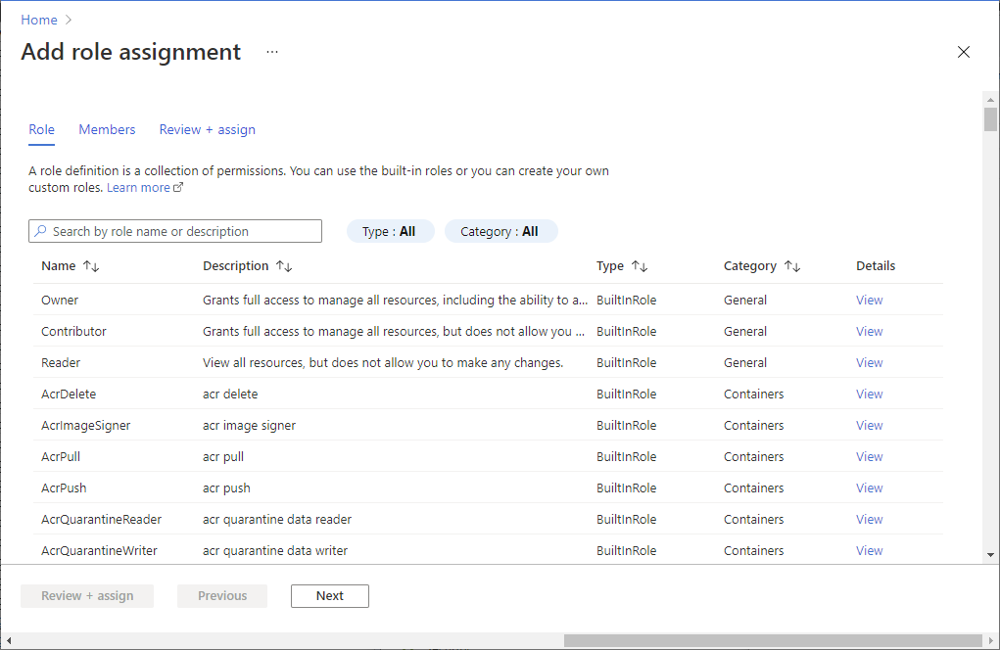 Home
Add role assignment ...
Role Members Review + assign
A role definition is a collection of permissions. You can use the built-in roles or you can create your own
custom roles. Learn more
Search by role name or description Type : All Category : All
Name Description Type Category Details
Owner Grants full access to manage all resources, including the ability to a... BuiltInRole General View
Contributor Grants full access to manage all resources, but does not allow you ... BuiltInRole General View
Reader View all resources, but does not allow you to make any changes. BuiltInRole General View
AcrDelete acr delete BuiltInRole Containers View
AcrImageSigner acr image signer BuiltInRole Containers View
AcrPull acr pull BuiltInRole Containers View
AcrPush acr push BuiltInRole Containers View
AcrQuarantineReader acr quarantine data reader BuiltInRole Containers View
AcrQuarantineWriter acr quarantine data writer BuiltInRole Containers View
Review + assign Previous Next